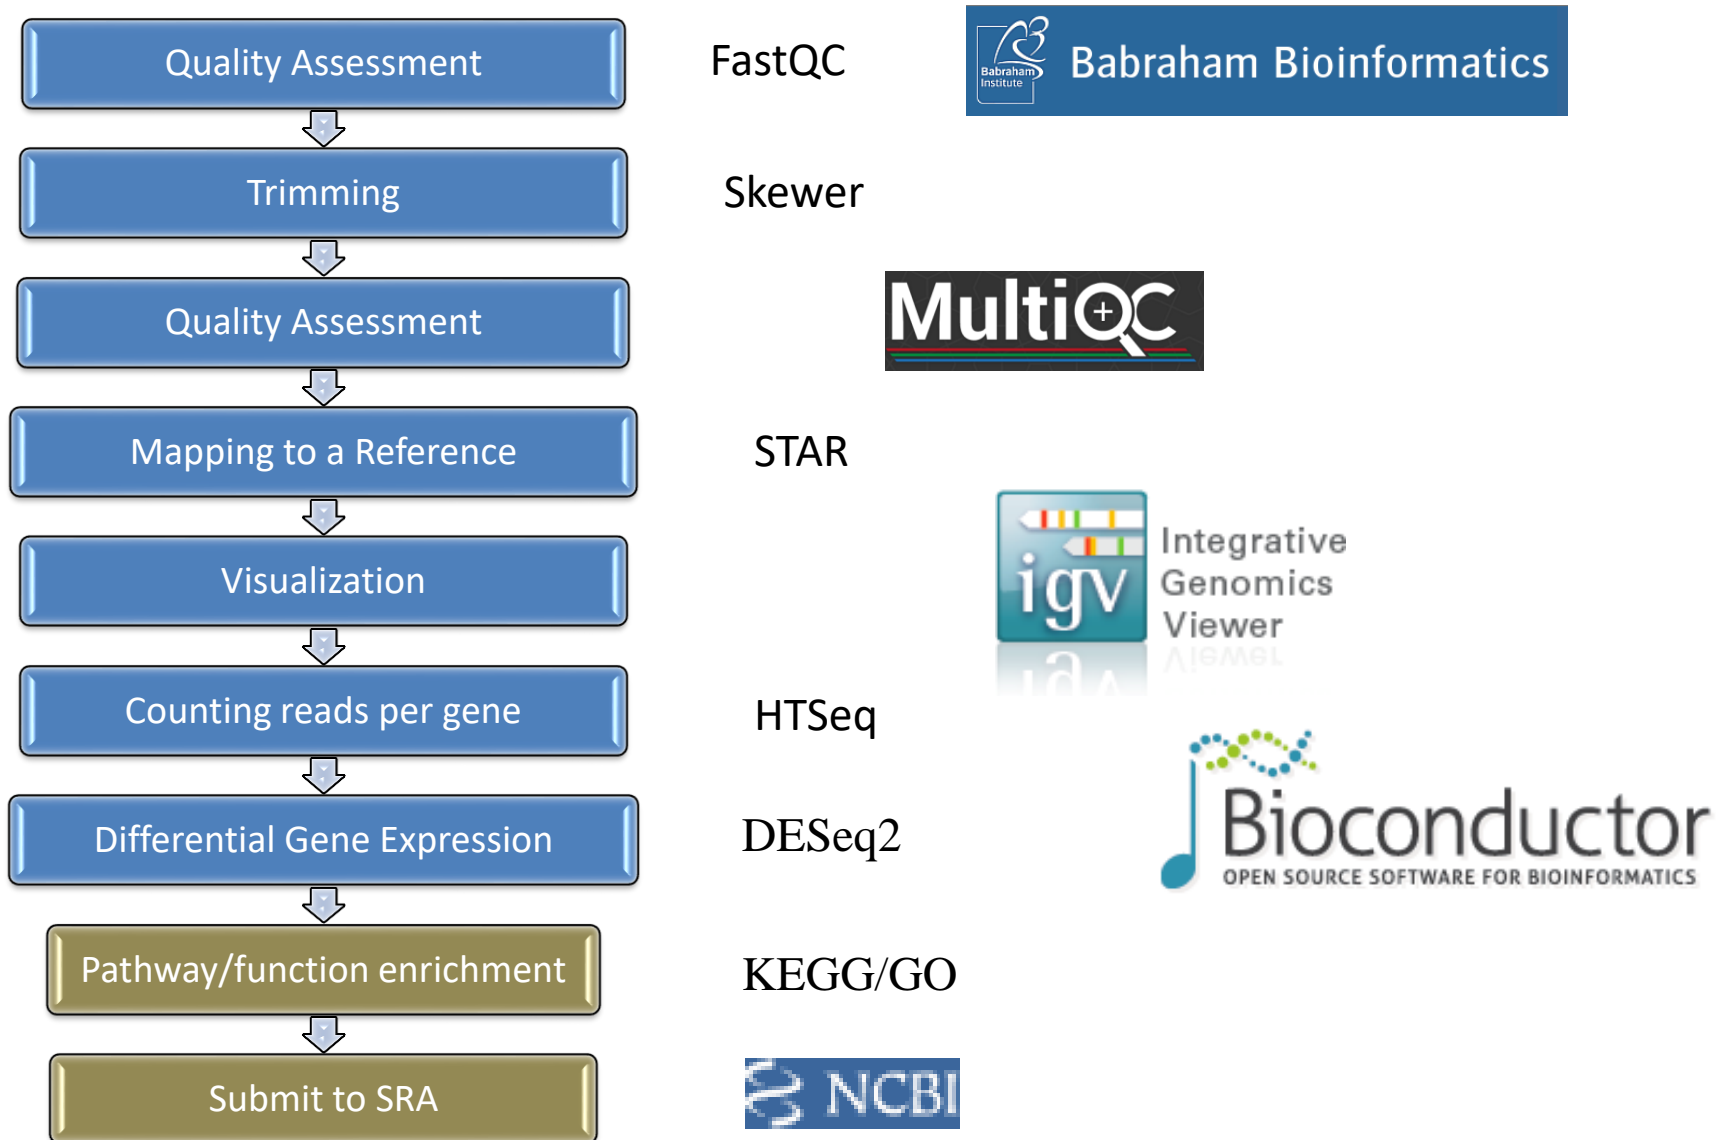 Quality Assessment
FastQC
Babraham
Institute
Babraham Bioinformatics
Trimming
Skewer
Quality Assessment
MultiQC
Mapping to a Reference
STAR
Visualization
igv
Integrative
Genomics
Viewer
Counting reads per gene
HTSeq
Differential Gene Expression
DESeq2
Bioconductor
OPEN SOURCE SOFTWARE FOR BIOINFORMATICS
Pathway/function enrichment
KEGG/GO
Submit to SRA
NCBI